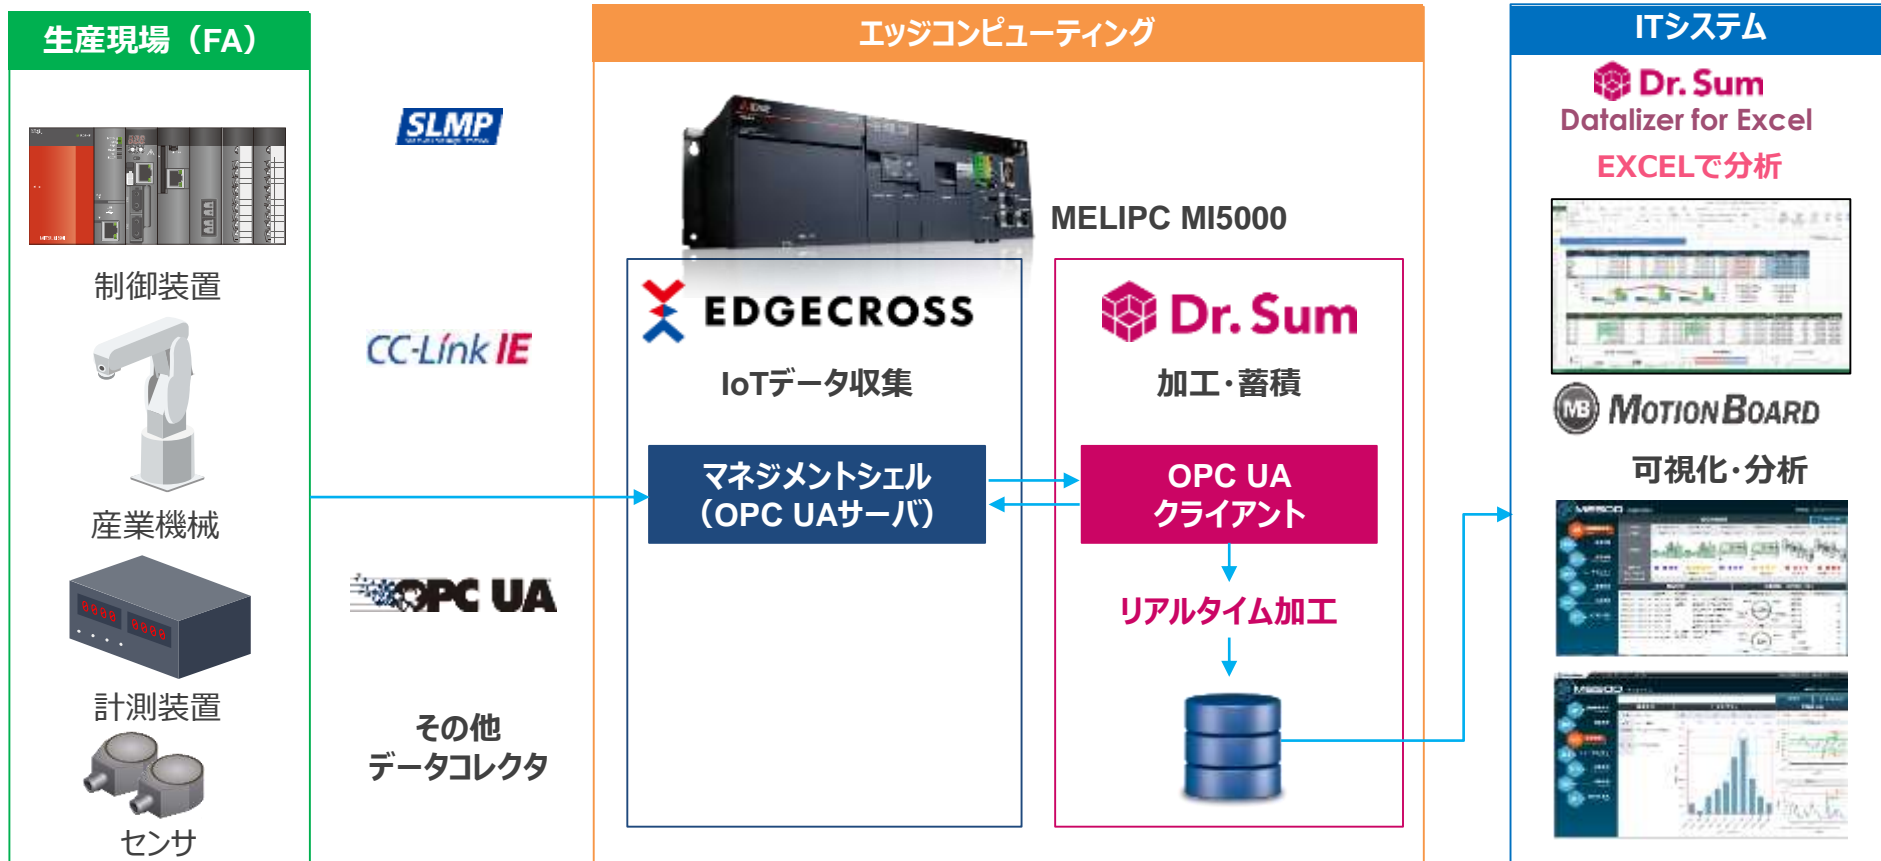 生産現場（FA）
制御装置
産業機械
計測装置
センサ
SLMP
CC-Link IE
OPC UA
その他
データコレクタ
エッジコンピューティング
MELIPC MI5000
EDGECROSS
IoTデータ収集
マネジメントシェル
（OPC UAサーバ）
Dr.Sum
加工・蓄積
OPC UA
クライアント
リアルタイム加工
ITシステム
Dr.Sum
Datalizer for Excel
EXCELで分析
MB MOTIONBOARD
可視化・分析